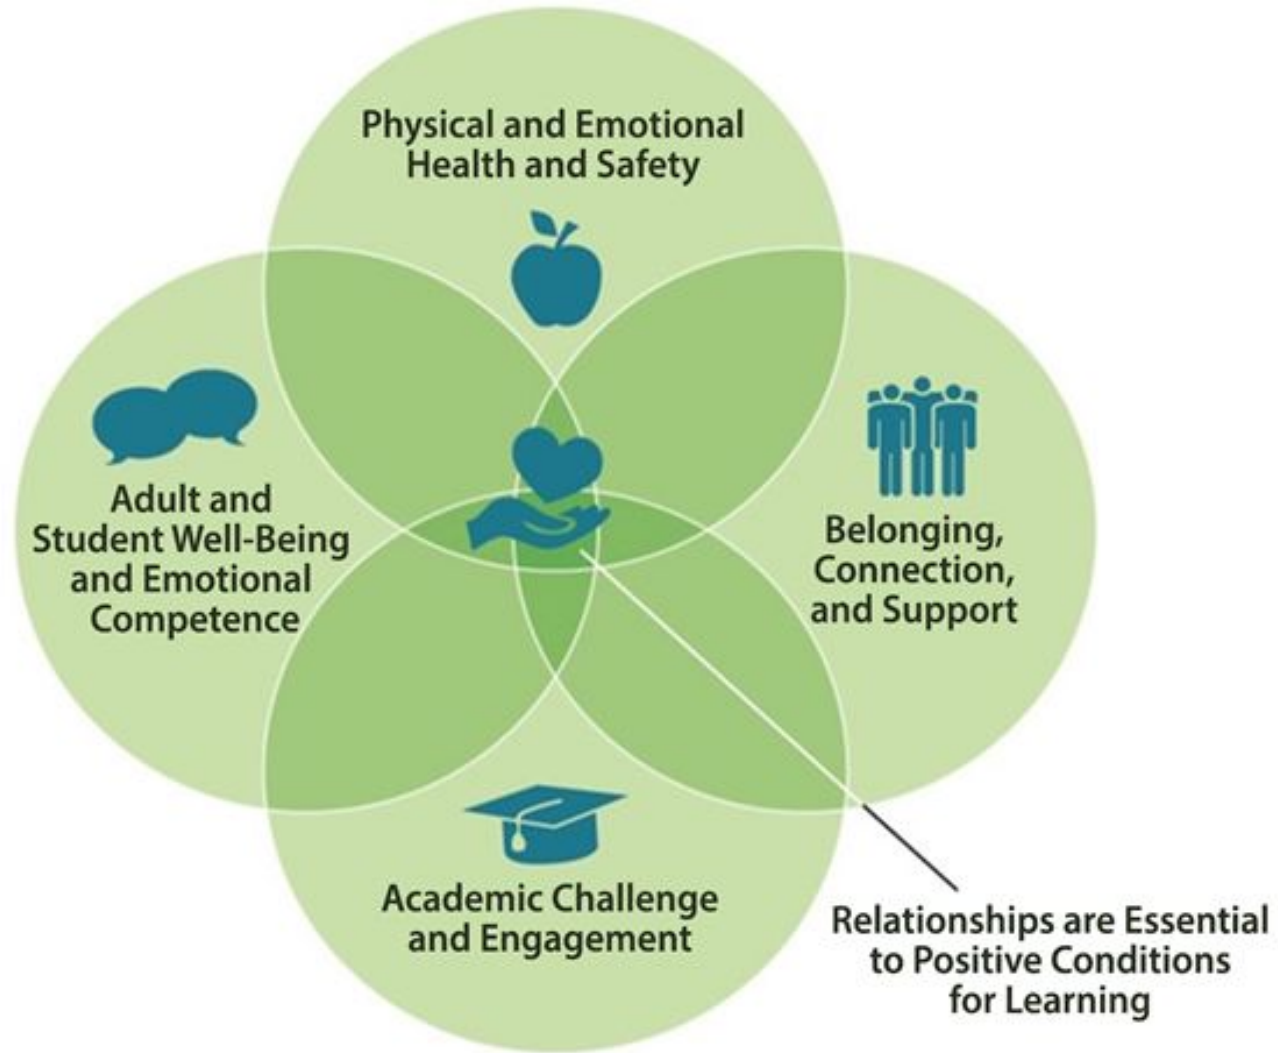 Physical and Emotional
Health and Safety
Adult and
Student Well-Being
and Emotional
Competence
Belonging,
Connection,
and Support
Academic Challenge
and Engagement
Relationships are Essential
to Positive Conditions
for Learning